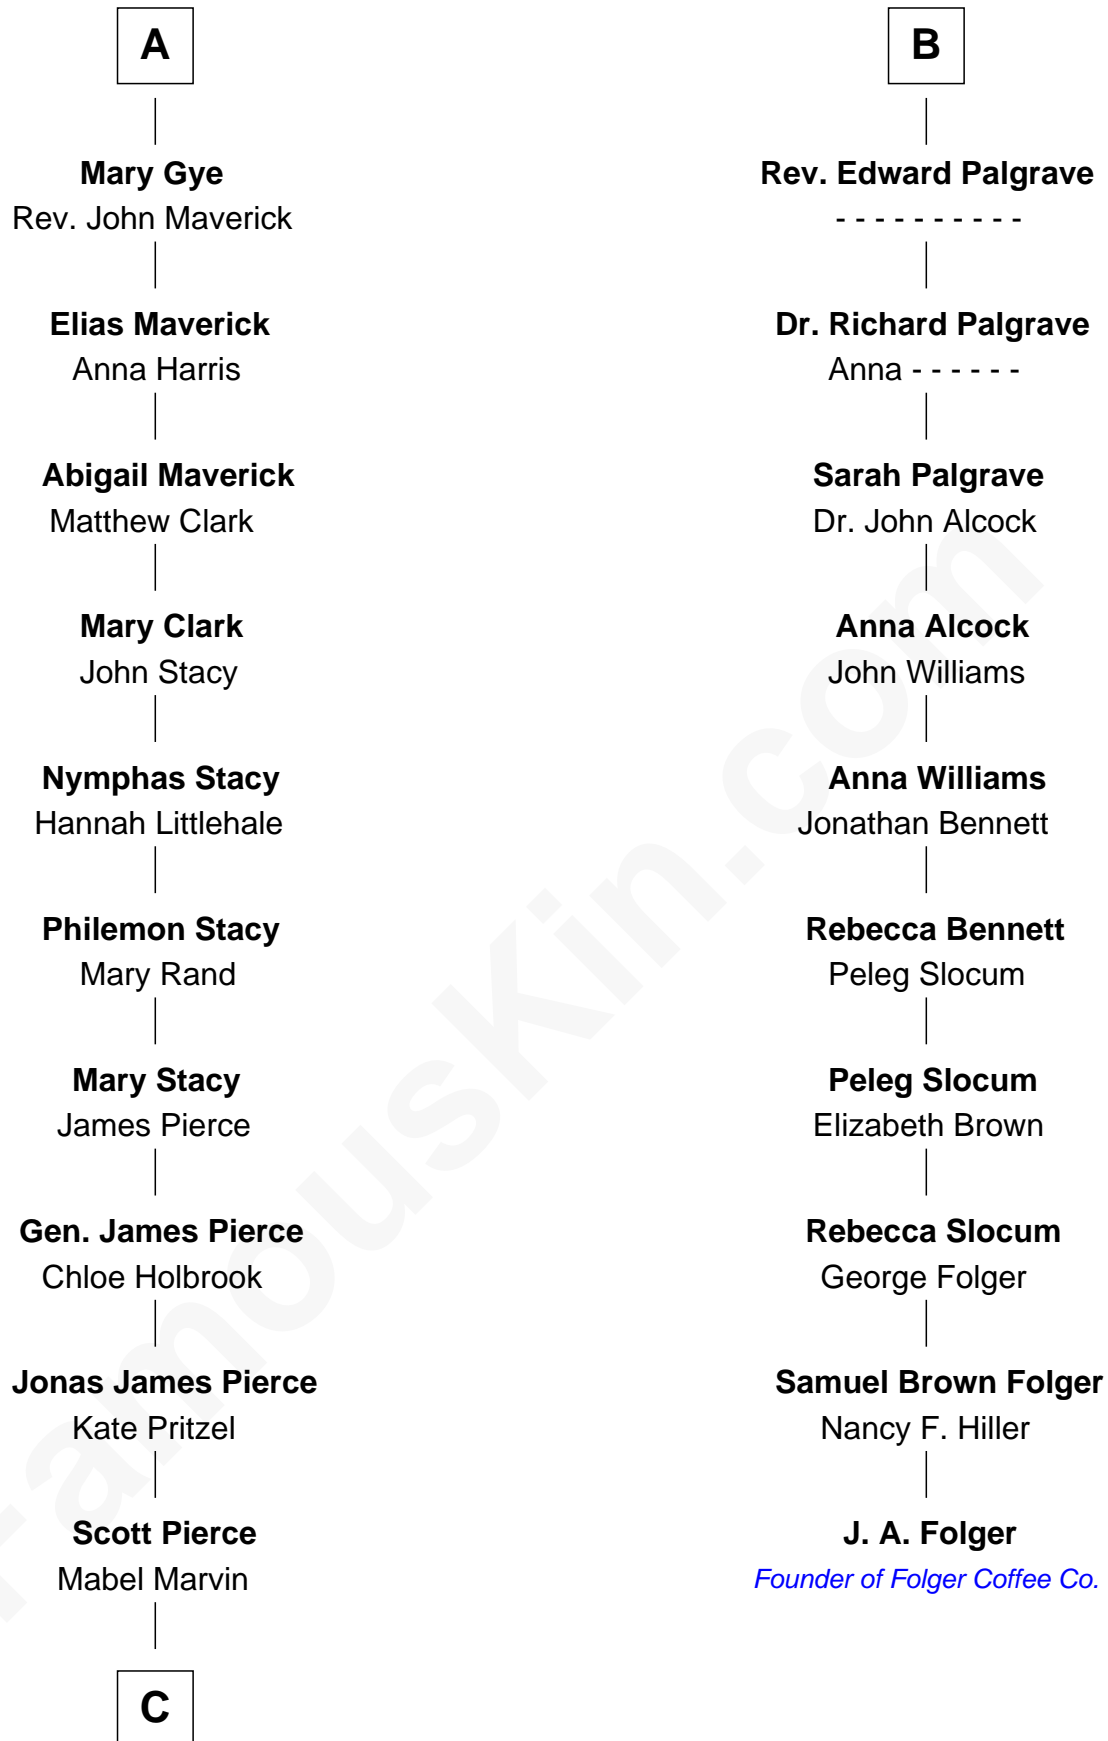 A
Mary Gye
Rev. John Maverick
Elias Maverick
Anna Harris
Abigail Maverick
Matthew Clark
Mary Clark
John Stacy
Nymphas Stacy
Hannah Littlehale
Philemon Stacy
Mary Rand
Mary Stacy
James Pierce
Gen. James Pierce
Chloe Holbrook
Jonas James Pierce
Kate Pritzel
Scott Pierce
Mabel Marvin
C
B
Rev. Edward Palgrave
- - - - - - - - - -
Dr. Richard Palgrave
Anna - - - - - -
Sarah Palgrave
Dr. John Alcock
Anna Alcock
John Williams
Anna Williams
Jonathan Bennett
Rebecca Bennett
Peleg Slocum
Peleg Slocum
Elizabeth Brown
Rebecca Slocum
George Folger
Samuel Brown Folger
Nancy F. Hiller
J. A. Folger
Founder of Folger Coffee Co.
FamousKin.com